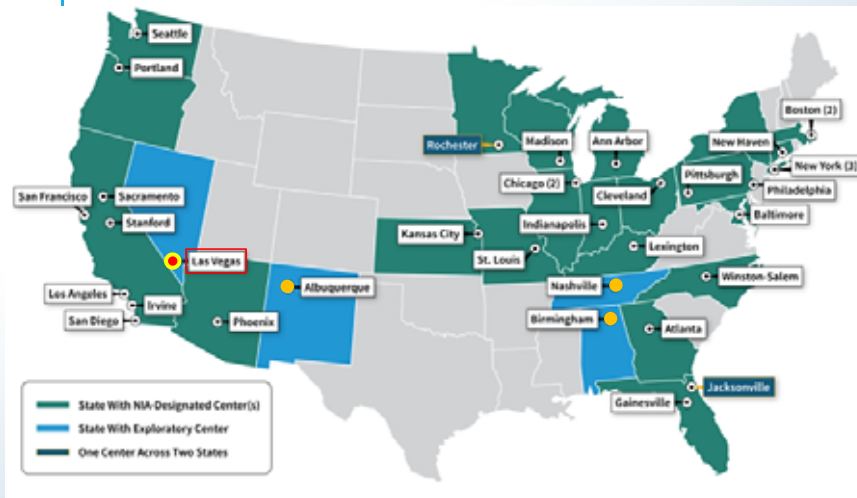 Seattle
Portland
Boston (2)
Rochester
Madison
Ann Arbor
New Haven
New York (3)
Chicago (2)
Cleveland
Pittsburgh
Philadelphia
San Francisco
Sacramento
Stanford
Baltimore
Kansas City
Indianapolis
Lexington
Las Vegas
St. Louis
Winston-Salem
Albuquerque
Nashville
Los Angeles
Irvine
San Diego
Phoenix
Birmingham
Atlanta
Jacksonville
Gainesville
State With NIA-Designated Center(s)
State With Exploratory Center
One Center Across Two States